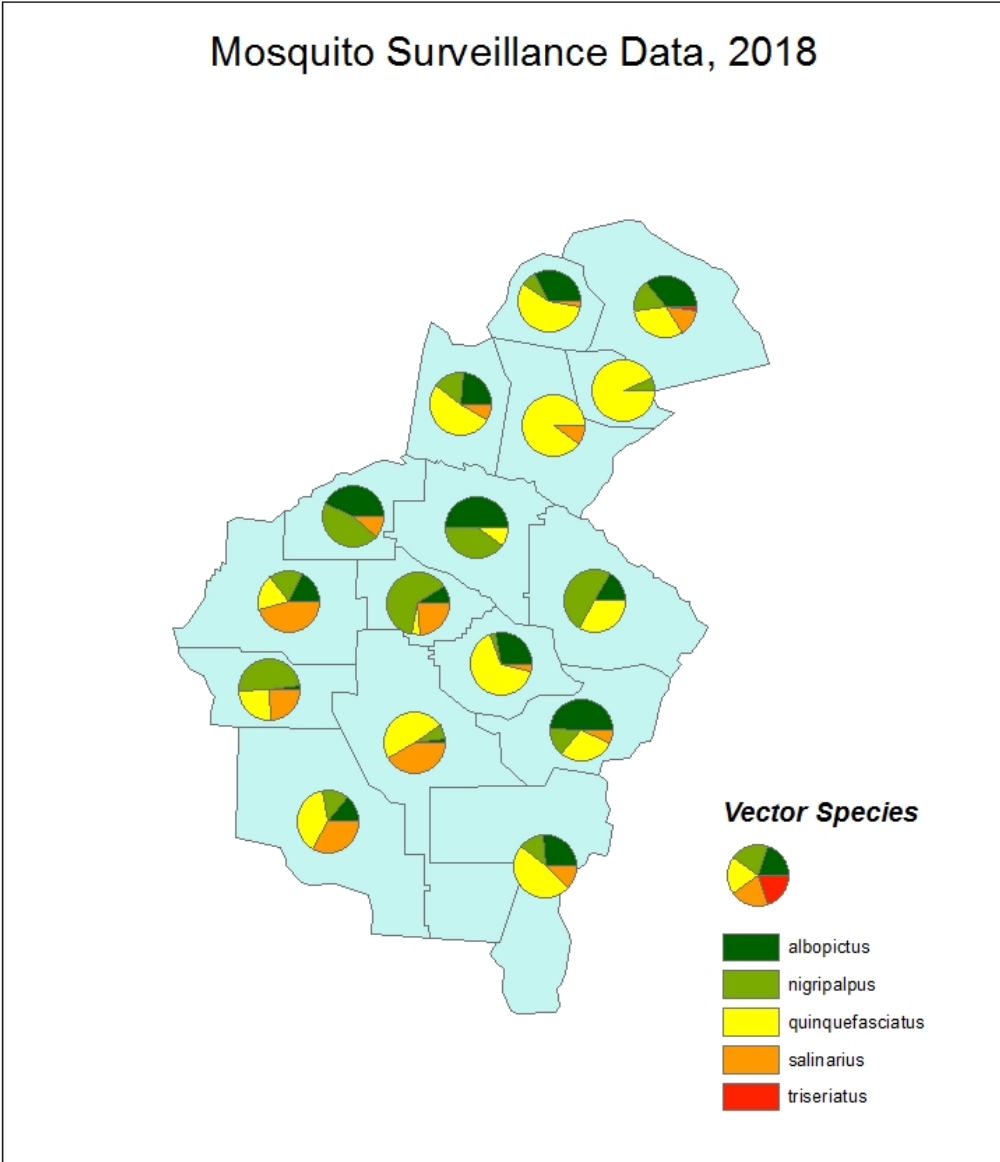 Mosquito Surveillance Data, 2018
Vector Species
albopictus
nigripalpus
quinquefasciatus
salinarius
triseriatus